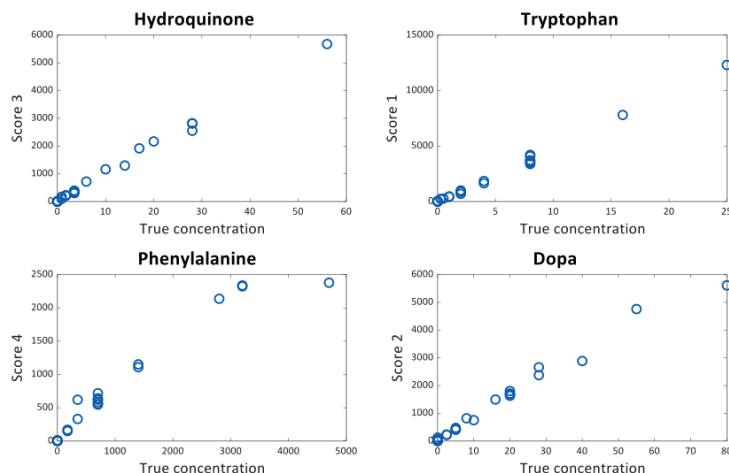 Hydroquinone
6000
5000
4000
3000
2000
1000
0
Score 3
0 10 20 30 40 50 60
True concentration
Tryptophan
15000
10000
5000
0
Score 1
0 5 10 15 20 25
True concentration
Phenylalanine
2500
2000
1500
1000
500
0
Score 4
0 1000 2000 3000 4000 5000
True concentration
Dopa
6000
5000
4000
3000
2000
1000
0
Score 2
0 10 20 30 40 50 60 70 80
True concentration